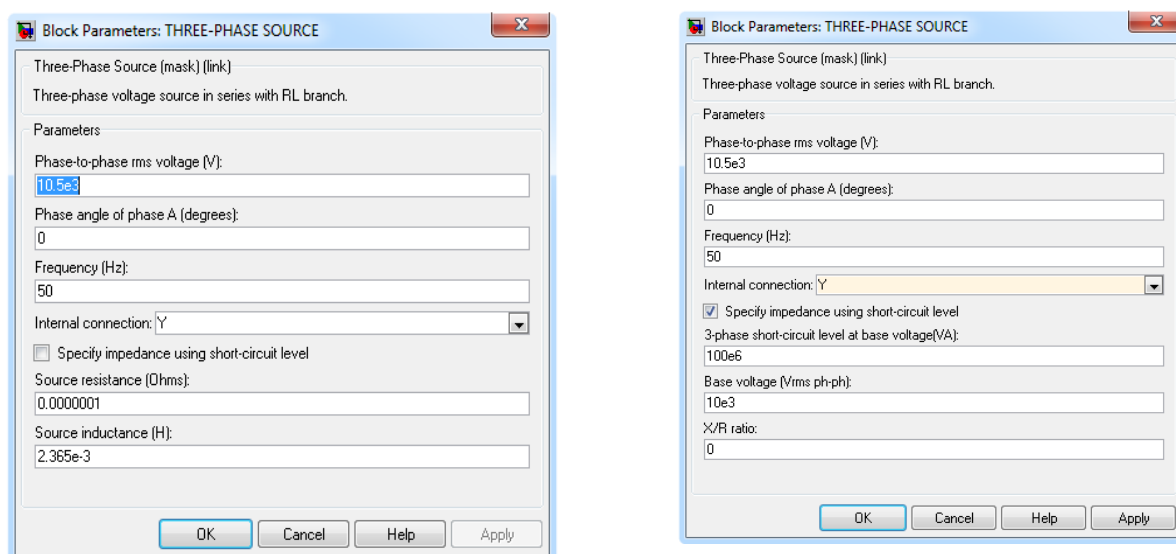 Block Parameters: THREE-PHASE SOURCE
Three-Phase Source (mask) (link)
Three-phase voltage source in series with RL branch.
Parameters
Phase-to-phase rms voltage (V):
10.5e3
Phase angle of phase A (degrees):
0
Frequency (Hz):
50
Internal connection: Y
Specify impedance using short-circuit level
Source resistance (Ohms):
0.0000001
Source inductance (H):
2.365e-3
OK Cancel Help Apply
Block Parameters: THREE-PHASE SOURCE
Three-Phase Source (mask) (link)
Three-phase voltage source in series with RL branch.
Parameters
Phase-to-phase rms voltage (V):
10.5e3
Phase angle of phase A (degrees):
0
Frequency (Hz):
50
Internal connection: Y
Specify impedance using short-circuit level
3-phase short-circuit level at base voltage(VA):
100e6
Base voltage (Vrms ph-ph):
10e3
X/R ratio:
0
OK Cancel Help Apply